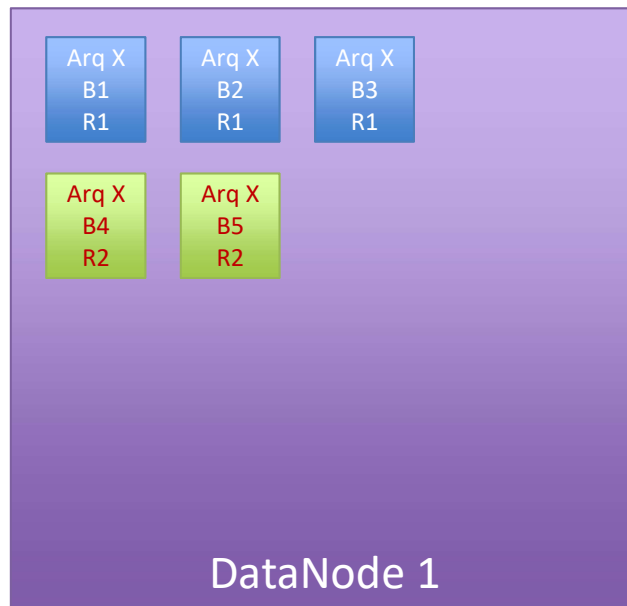 Arq X
B1
R1
Arq X
B2
R1
Arq X
B3
R1
Arq X
B4
R2
Arq X
B5
R2
DataNode 1